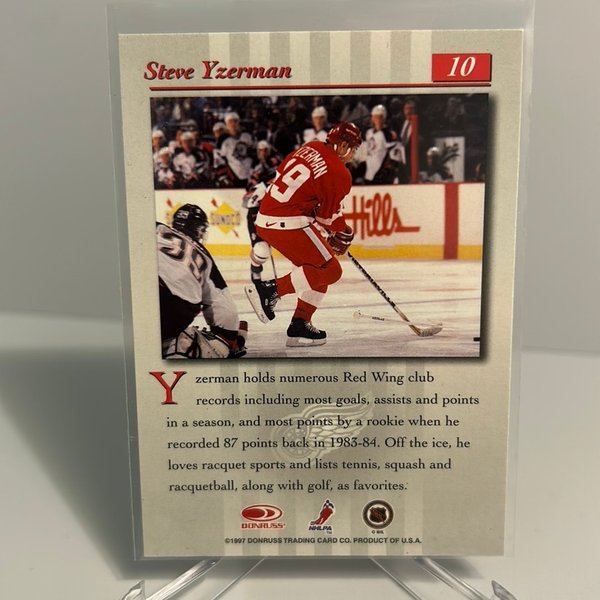 Steve Yzerman
10
YZERMAN
19
SUNOCO
Hills
Yzerman holds numerous Red Wing club
records including most goals, assists and points
in a season, and most points by a rookie when he
recorded 87 points back in 1983-84. Off the ice, he
loves racquet sports and lists tennis, squash and
racquetball, along with golf, as favorites.
DONRUSS
NHLPA
©1997 DONRUSS TRADING CARD CO. PRODUCT OF U.S.A.